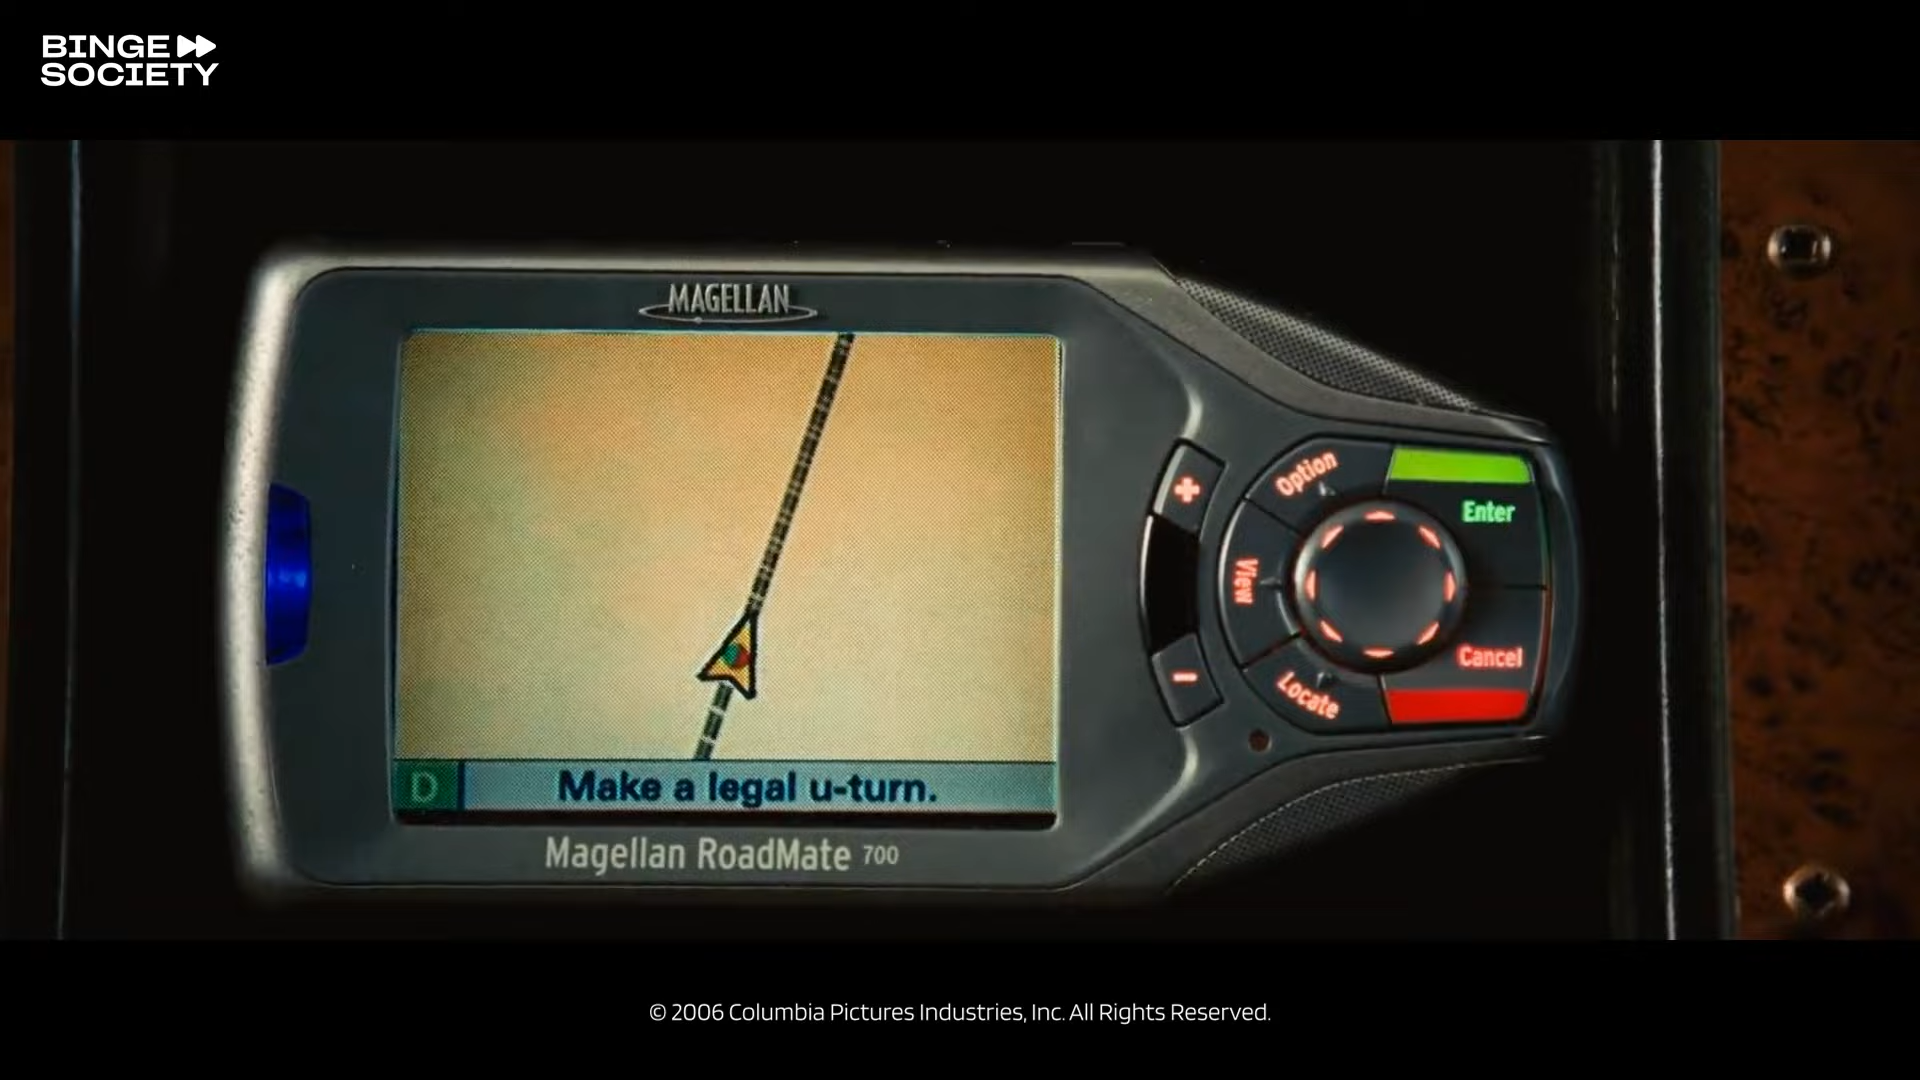 BINGE
SOCIETY
MAGELLAN
Option
+
Enter
View
Cancel
-
Locate
D
Make a legal u-turn.
Magellan RoadMate 700
© 2006 Columbia Pictures Industries, Inc. All Rights Reserved.